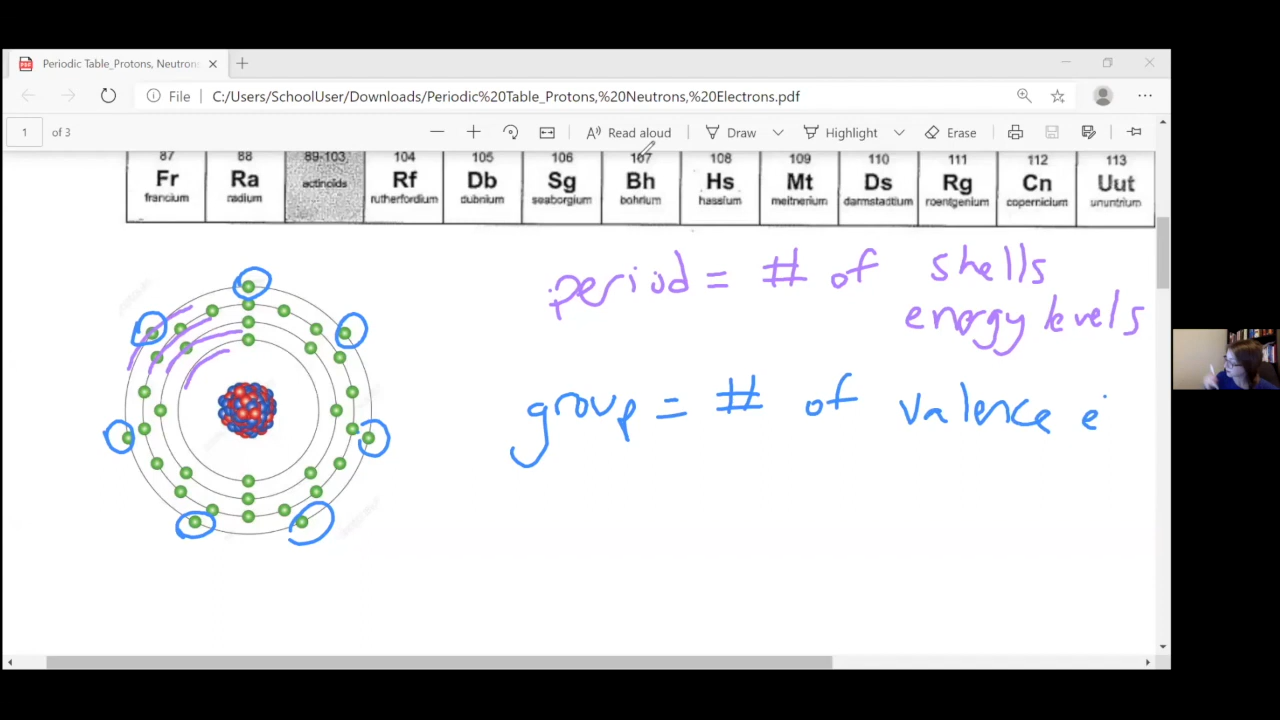 Periodic Table_Protons, Neutron
File C:/Users/SchoolUser/Downloads/Periodic%20Table_Protons,%20Neutrons,%20Electrons.pdf
1 of 3 Read aloud Draw Highlight Erase
87 88 89-103 104 105 106 107 108 109 110 111 112 113
Fr Ra actinoids Rf Db Sg Bh Hs Mt Ds Rg Cn Uut
francium radium rutherfordium dubnium seaborgium bohrium hassium meitnerium darmstadtium roentgenium copernicium ununtrium
period = # of shells
energy levels
group = # of valence e